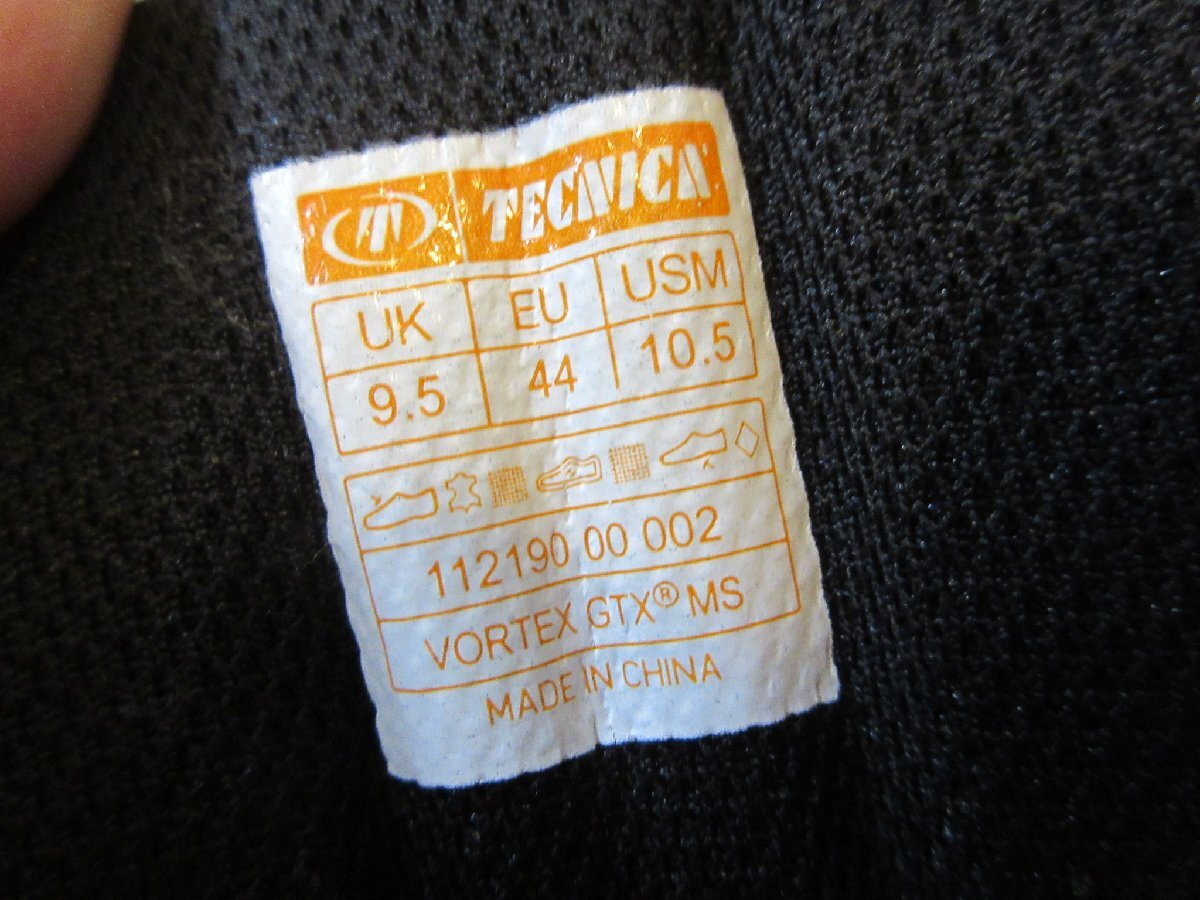 TECNICA
UK EU USM
9.5 44 10.5
112190 00 002
VORTEX GTX® MS
MADE IN CHINA